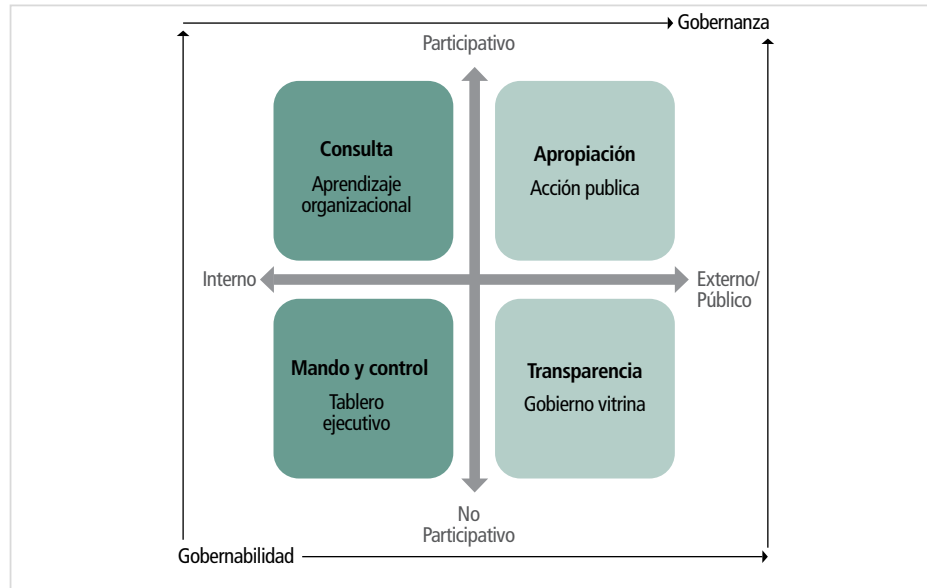 Gobernanza
Participativo
Consulta
Aprendizaje
organizacional
Apropiación
Acción publica
Interno
Externo/
Público
Mando y control
Tablero
ejecutivo
Transparencia
Gobierno vitrina
No
Participativo
Gobernabilidad